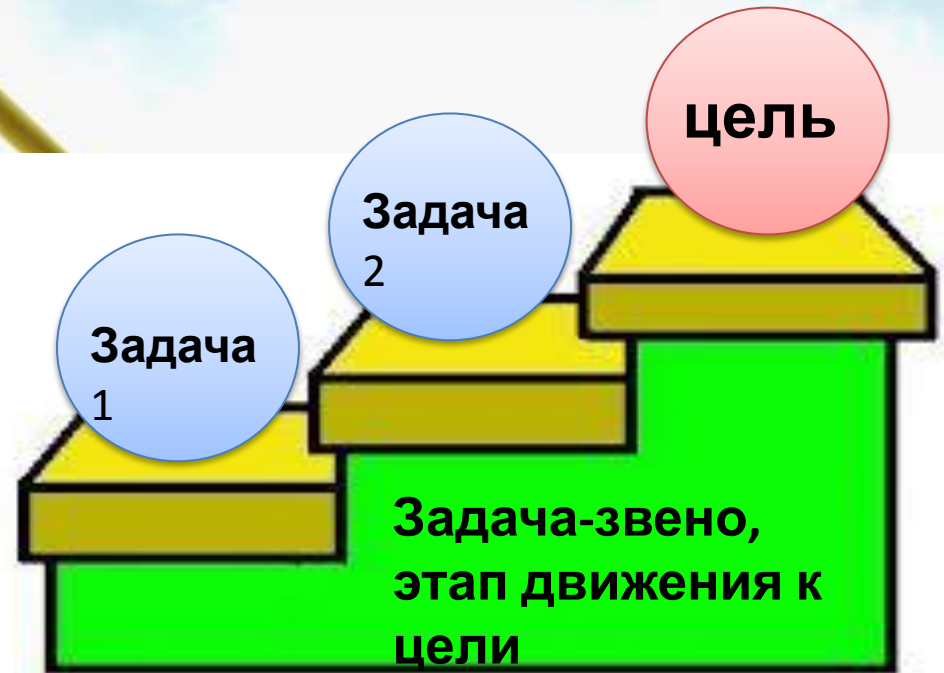 цель
Задача
2
Задача
1
Задача-звено,
этап движения к
цели